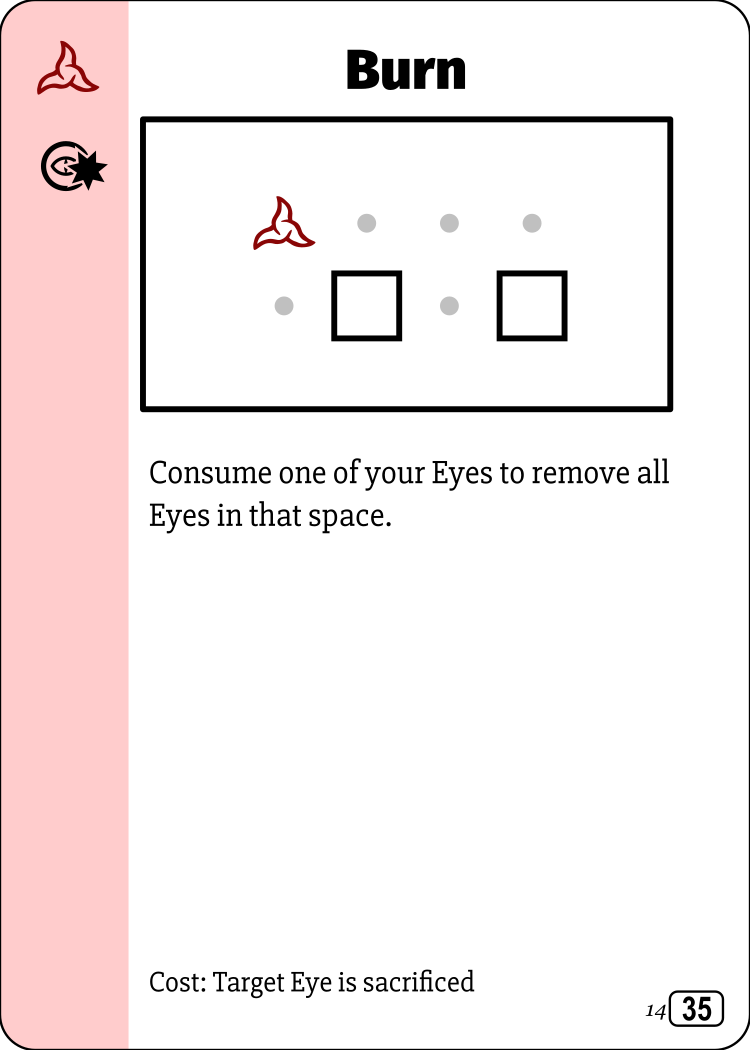 Burn
Consume one of your Eyes to remove all
Eyes in that space.
Cost: Target Eye is sacrificed
14 35